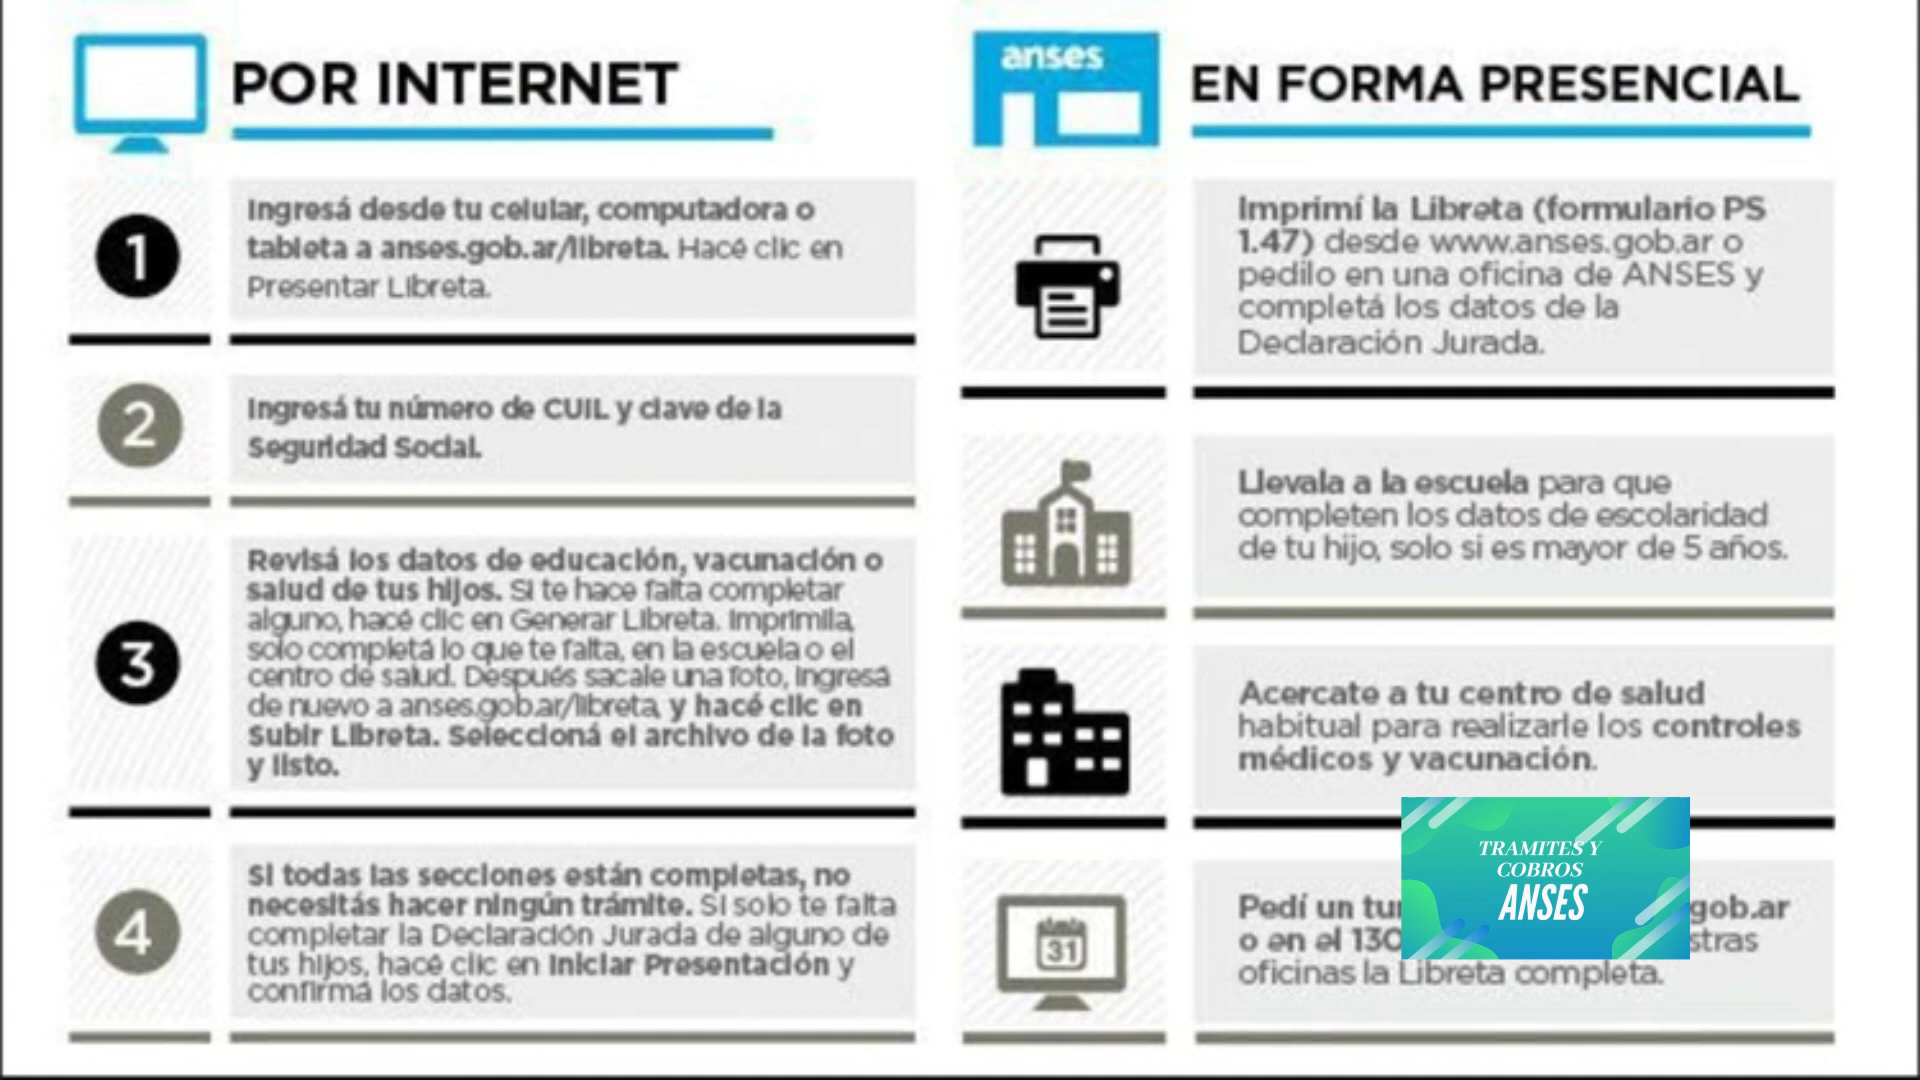 POR INTERNET
1
Ingresá desde tu celular, computadora o
tableta a anses.gob.ar/libreta. Hacé clic en
Presentar Libreta.
2
Ingresá tu número de CUIL y clave de la
Seguridad Social.
3
Revisá los datos de educación, vacunación o
salud de tus hijos. Si te hace falta completar
alguno, hacé clic en Generar Libreta. Imprimila,
solo completá lo que te falta, en la escuela o el
centro de salud. Después sacale una foto, ingresá
de nuevo a anses.gob.ar/libreta, y hacé clic en
Subir Libreta. Seleccioná el archivo de la foto
y listo.
4
Si todas las secciones están completas, no
necesitás hacer ningún trámite. Si solo te falta
completar la Declaración Jurada de alguno de
tus hijos, hacé clic en Iniciar Presentación y
confirmá los datos.
anses
EN FORMA PRESENCIAL
Imprimí la Libreta (formulario PS
1.47) desde www.anses.gob.ar o
pedilo en una oficina de ANSES y
completá los datos de la
Declaración Jurada.
Llevala a la escuela para que
completen los datos de escolaridad
de tu hijo, solo si es mayor de 5 años.
Acercate a tu centro de salud
habitual para realizarle los controles
médicos y vacunación.
31
Pedí un gob.ar
o en el 130
oficinas la Libreta completa.
TRAMITES Y
COBROS
ANSES